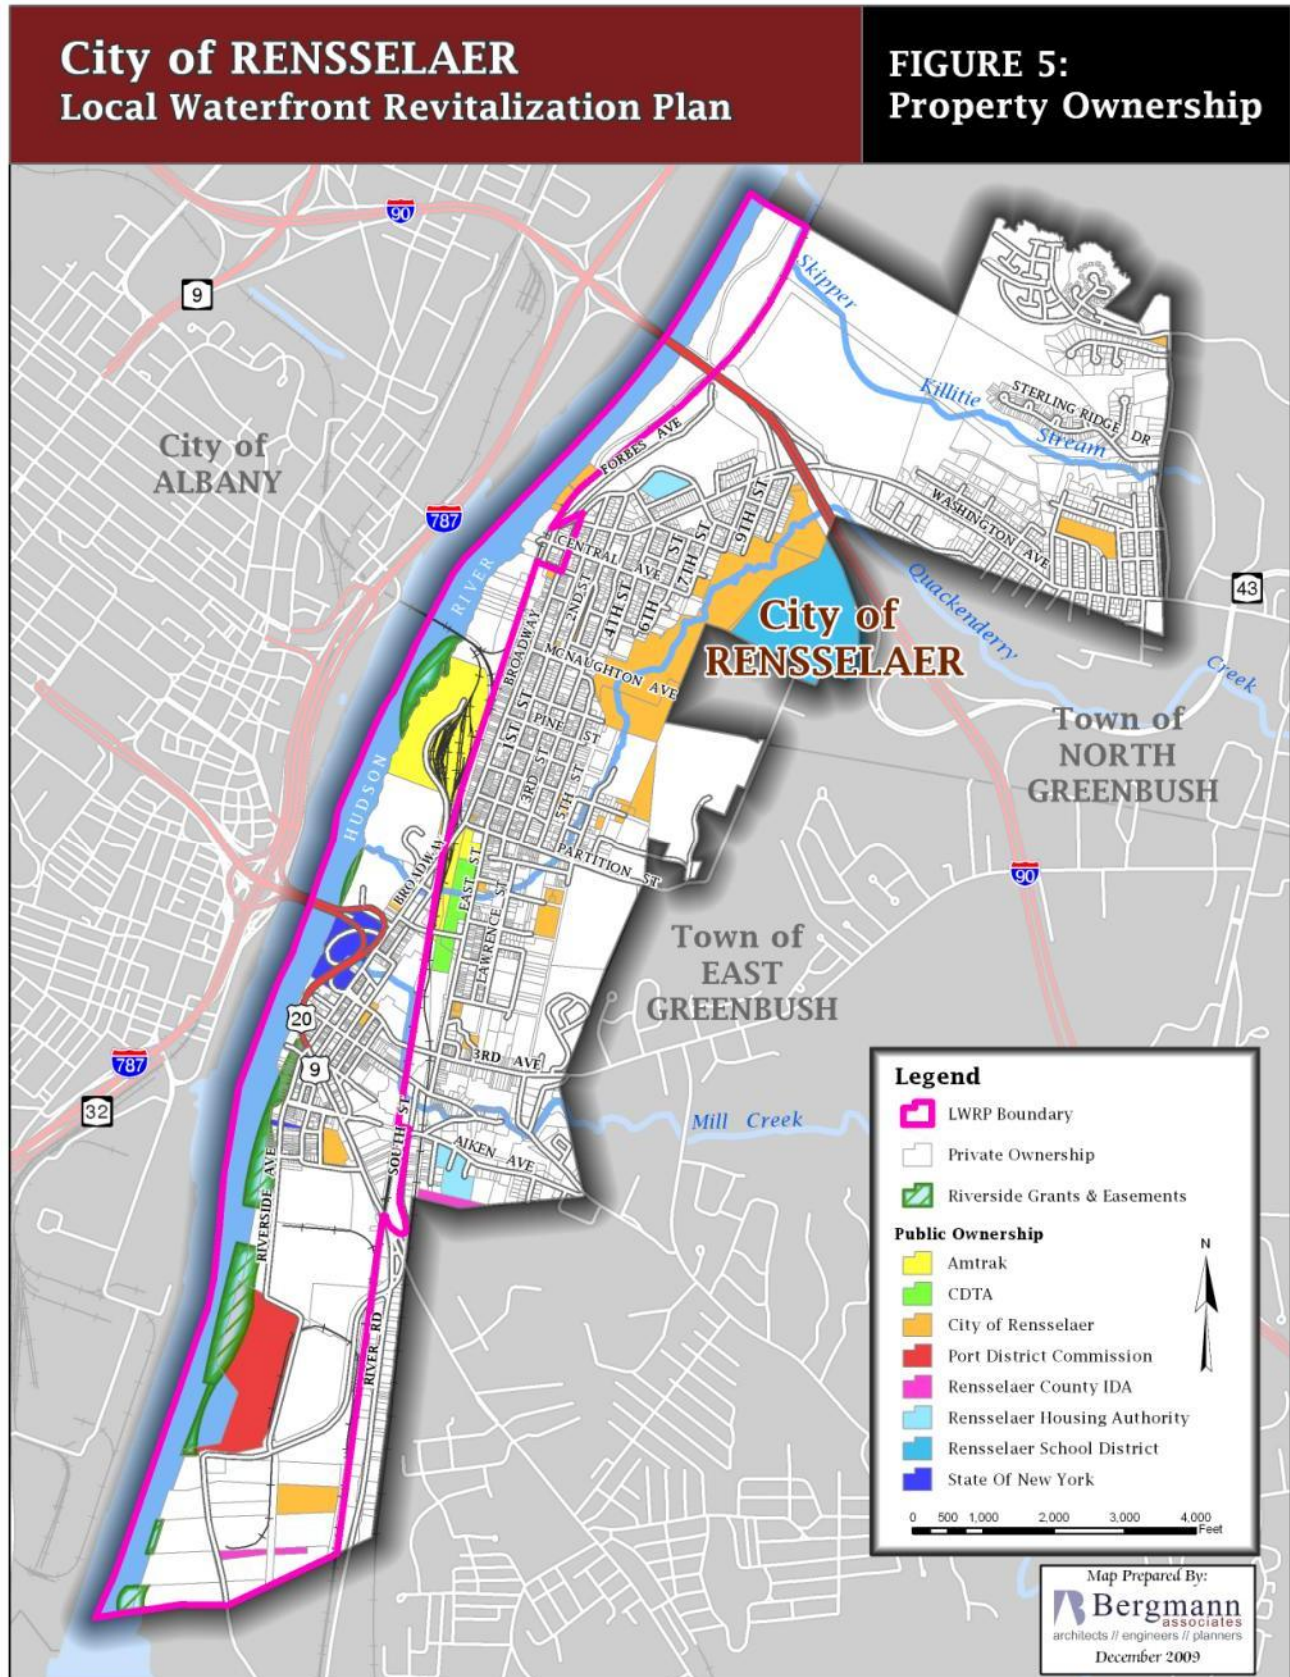 City of RENSSELAER
Local Waterfront Revitalization Plan
FIGURE 5:
Property Ownership
90
9
Skipper
Killitie
Stream
STERLING RIDGE DR
City of
ALBANY
FORBES AVE
787
WASHINGTON AVE
9TH ST
7TH ST
6TH ST
4TH ST
2ND ST
CENTRAL AVE
43
RIVER
HUDSON
BROADWAY
Quackenderry
Creek
City of
RENSSELAER
MCNAUGHTON AVE
1ST ST
PINE ST
3RD ST
5TH ST
Town of
NORTH
GREENBUSH
BROADWAY
PARTITION ST
EAST ST
LAWRENCE ST
90
Town of
EAST
GREENBUSH
20
9
3RD AVE
787
32
Mill Creek
SOUTH ST
AIKEN AVE
RIVERSIDE AVE
RIVER RD
Legend
LWRP Boundary
Private Ownership
Riverside Grants & Easements
Public Ownership
Amtrak
CDTA
City of Rensselaer
Port District Commission
Rensselaer County IDA
Rensselaer Housing Authority
Rensselaer School District
State Of New York
N
0 500 1,000 2,000 3,000 4,000
Feet
Map Prepared By:
Bergmann
associates
architects // engineers // planners
December 2009